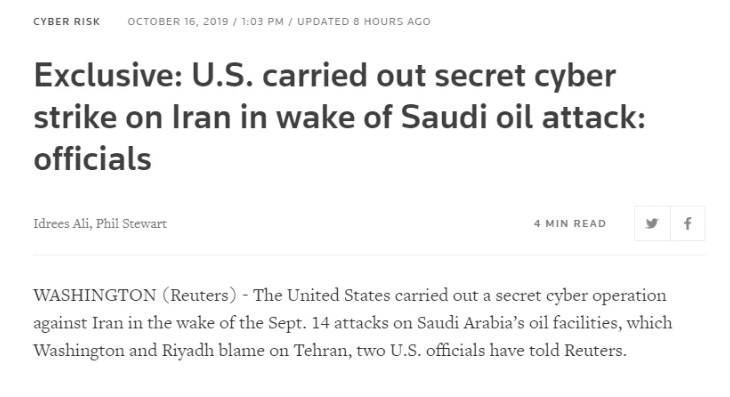 CYBER RISK OCTOBER 16, 2019 / 1:03 PM / UPDATED 8 HOURS AGO
Exclusive: U.S. carried out secret cyber
strike on Iran in wake of Saudi oil attack:
officials
Idrees Ali, Phil Stewart 4 MIN READ
WASHINGTON (Reuters) - The United States carried out a secret cyber operation
against Iran in the wake of the Sept. 14 attacks on Saudi Arabia’s oil facilities, which
Washington and Riyadh blame on Tehran, two U.S. officials have told Reuters.